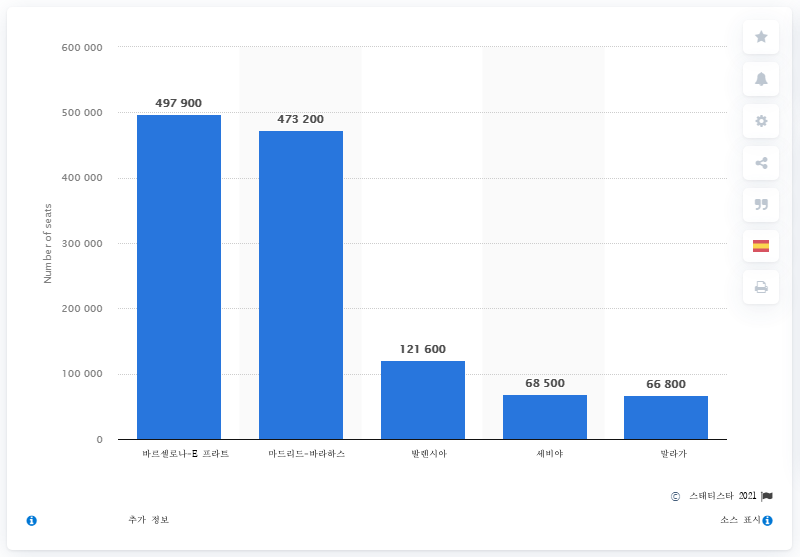 600 000
500 000
400 000
300 000
200 000
100 000
0
Number of seats
497 900
473 200
121 600
68 500
66 800
바르셀로나-E 프라트
마드리드-바라하스
발렌시아
세비야
말라가
© 스태티스타 2021
추가 정보
소스 표시